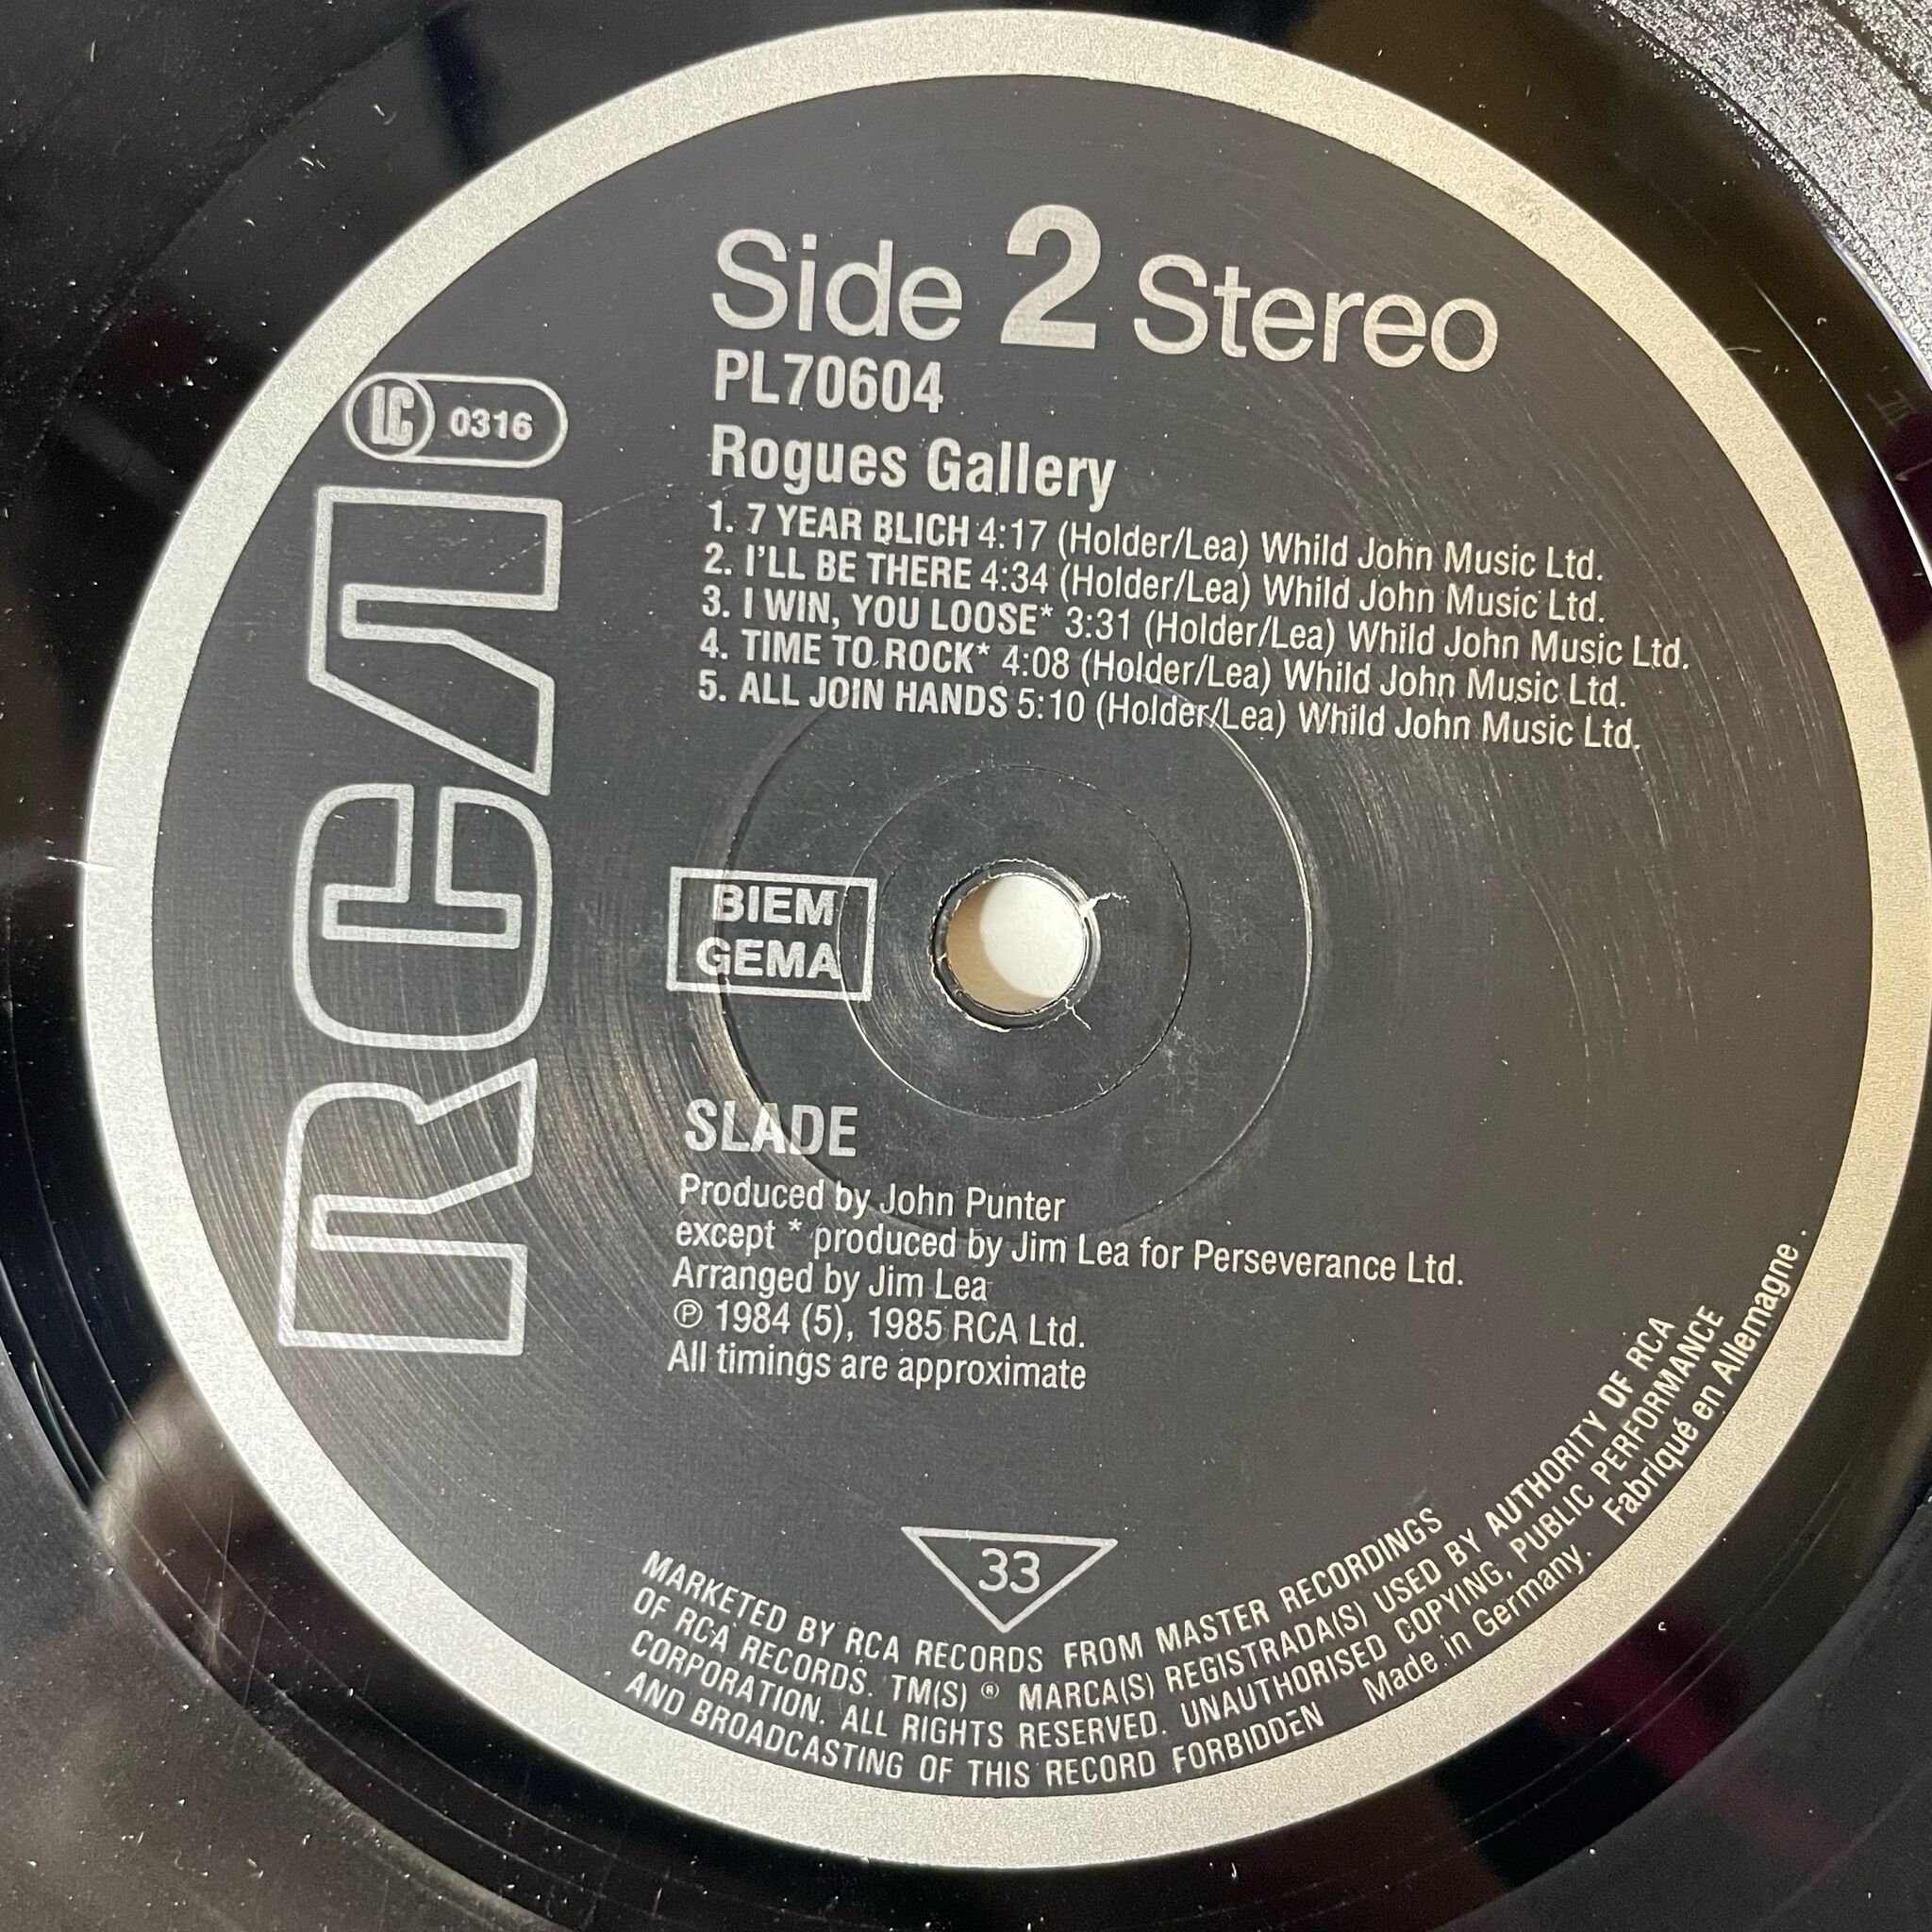 Side 2 Stereo
PL70604
LC 0316
RCA
Rogues Gallery
1. 7 YEAR BLICH 4:17 (Holder/Lea) Whild John Music Ltd.
2. I'LL BE THERE 4:34 (Holder/Lea) Whild John Music Ltd.
3. I WIN, YOU LOOSE* 3:31 (Holder/Lea) Whild John Music Ltd.
4. TIME TO ROCK* 4:08 (Holder/Lea) Whild John Music Ltd.
5. ALL JOIN HANDS 5:10 (Holder/Lea) Whild John Music Ltd.
BIEM
GEMA
SLADE
Produced by John Punter
except * produced by Jim Lea for Perseverance Ltd.
Arranged by Jim Lea
℗ 1984 (5), 1985 RCA Ltd.
All timings are approximate
33
MARKETED BY RCA RECORDS FROM MASTER RECORDINGS
OF RCA RECORDS. TM(S) ® MARCA(S) REGISTRADA(S) USED BY AUTHORITY OF RCA
CORPORATION. ALL RIGHTS RESERVED. UNAUTHORISED COPYING, PUBLIC PERFORMANCE
AND BROADCASTING OF THIS RECORD FORBIDDEN Made in Germany. Fabriqué en Allemagne.